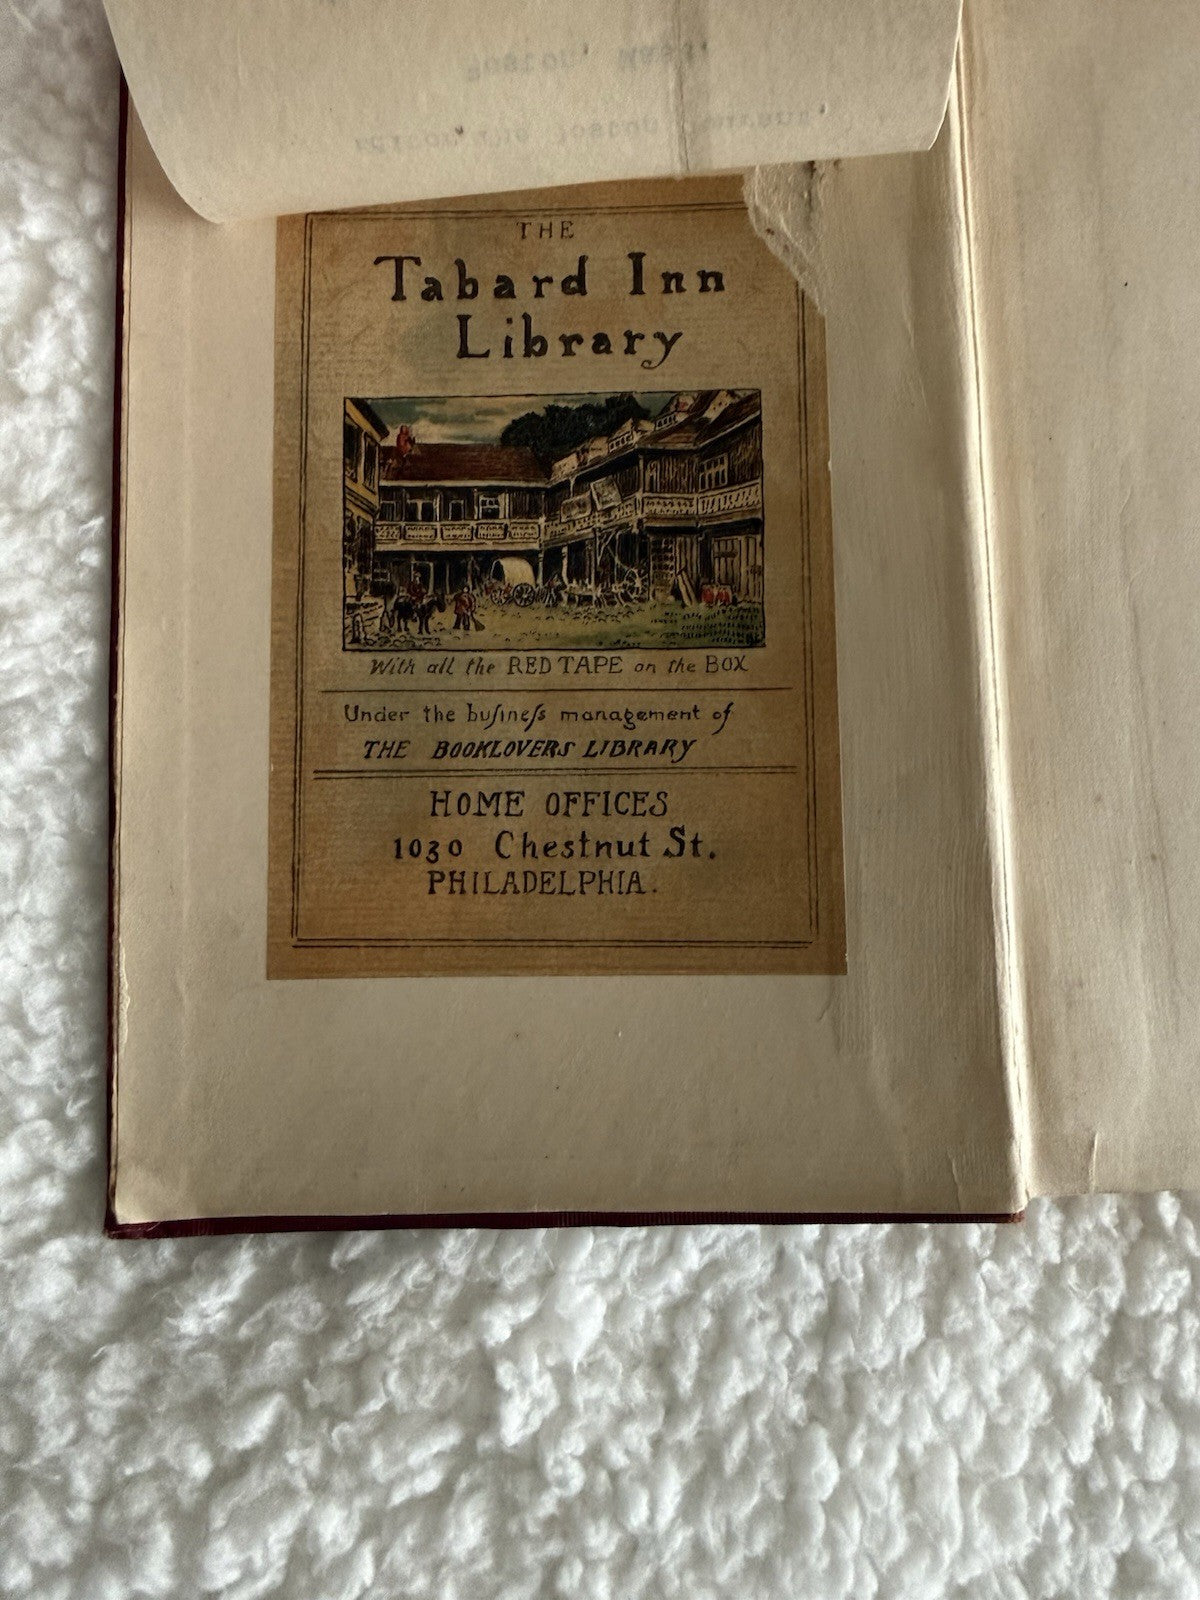 THE
Tabard Inn
Library
With all the RED TAPE on the BOX
Under the buſineſs management of
THE BOOKLOVERS LIBRARY
HOME OFFICES
1030 Chestnut St.
PHILADELPHIA.